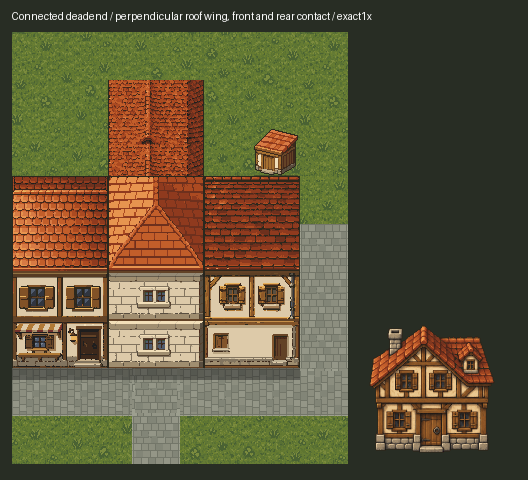 Connected deadend / perpendicular roof wing, front and rear contact / exact1x